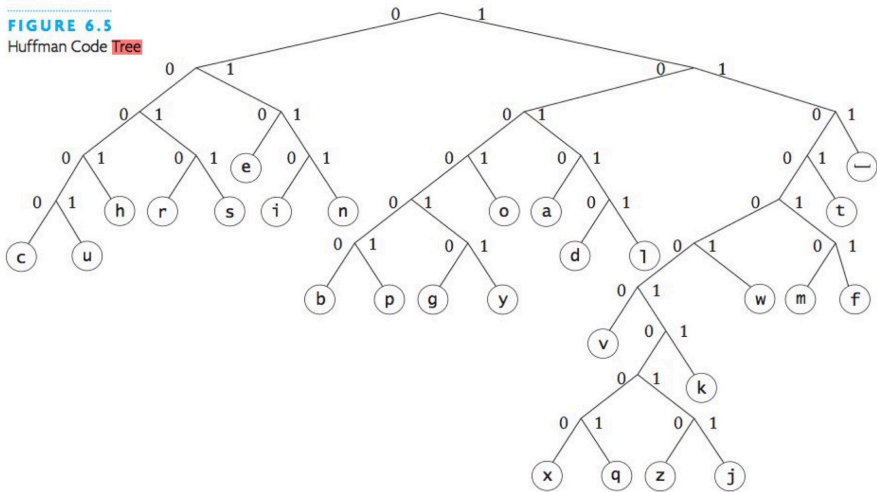 FIGURE 6.5
Huffman Code Tree
0 1
0 1 0 1
0 1 0 1 0 1 0 1
0 1 0 1 e 0 1 0 1 0 1 0 1 ␣
0 1 h r s i n 0 1 o a 0 1 0 1 t
c u 0 1 0 1 d l 0 1 0 1
b p g y 0 1 w m f
v 0 1
0 1 k
0 1 0 1
x q z j